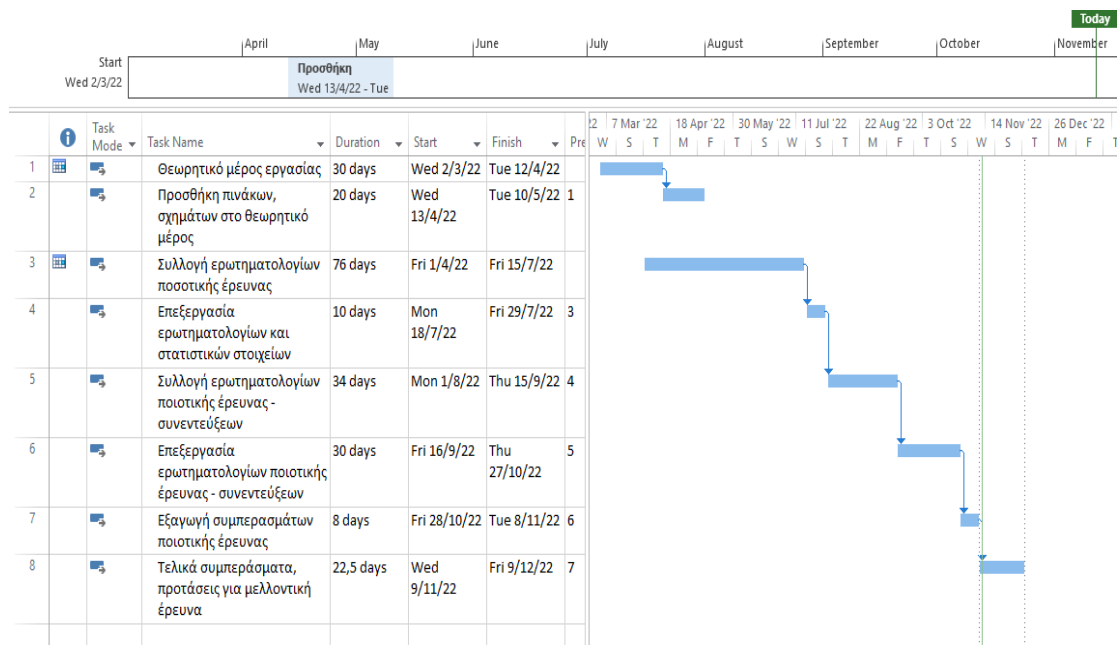 Today
April May June July August September October November
Start
Wed 2/3/22
Προσθήκη
Wed 13/4/22 - Tue
Task Mode Task Name Duration Start Finish Pre
22 7 Mar '22 18 Apr '22 30 May '22 11 Jul '22 22 Aug '22 3 Oct '22 14 Nov '22 26 Dec '22
W S T M F T S W S T M F T S W S T M F T
1 Θεωρητικό μέρος εργασίας 30 days Wed 2/3/22 Tue 12/4/22
2 Προσθήκη πινάκων, 20 days Wed Tue 10/5/22 1
σχημάτων στο θεωρητικό 13/4/22
μέρος
3 Συλλογή ερωτηματολογίων 76 days Fri 1/4/22 Fri 15/7/22
ποσοτικής έρευνας
4 Επεξεργασία 10 days Mon Fri 29/7/22 3
ερωτηματολογίων και 18/7/22
στατιστικών στοιχείων
5 Συλλογή ερωτηματολογίων 34 days Mon 1/8/22 Thu 15/9/22 4
ποιοτικής έρευνας -
συνεντεύξεων
6 Επεξεργασία 30 days Fri 16/9/22 Thu 5
ερωτηματολογίων ποιοτικής 27/10/22
έρευνας - συνεντεύξεων
7 Εξαγωγή συμπερασμάτων 8 days Fri 28/10/22 Tue 8/11/22 6
ποιοτικής έρευνας
8 Τελικά συμπεράσματα, 22,5 days Wed Fri 9/12/22 7
προτάσεις για μελλοντική 9/11/22
έρευνα